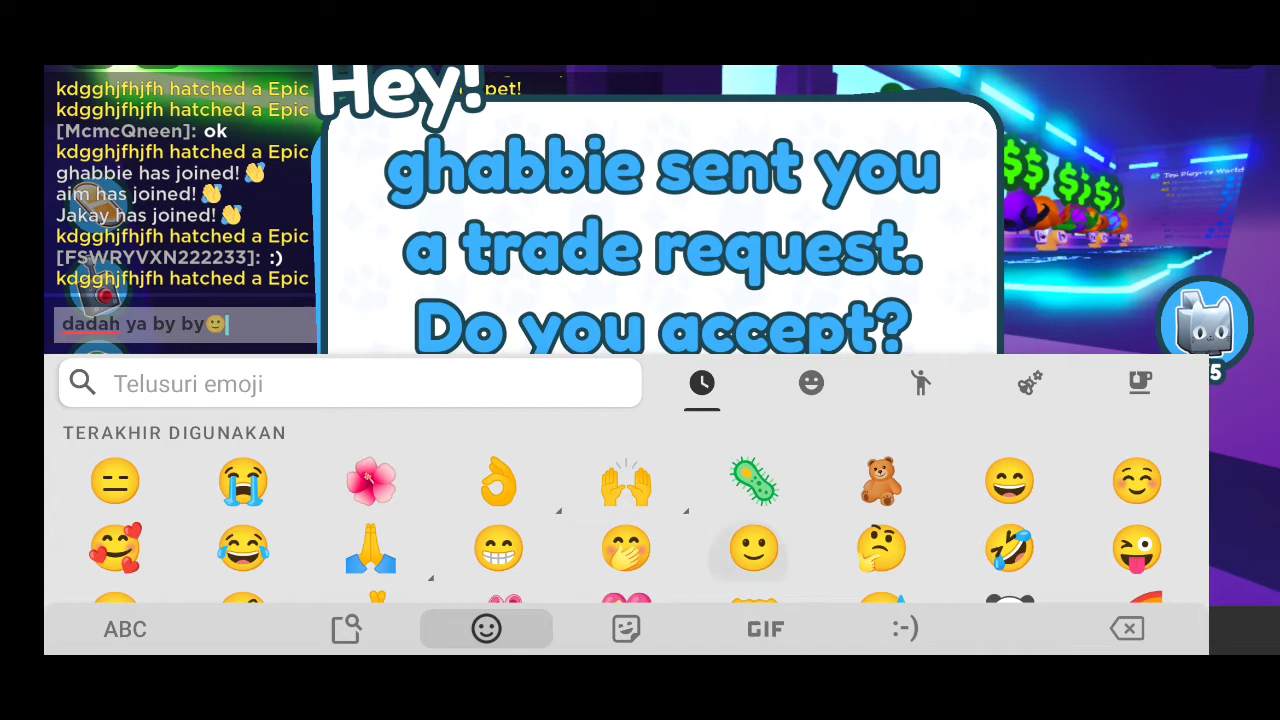 kdgghjfhjfh hatched a Epic
kdgghjfhjfh hatched a Epic
pet!
[McmcQneen]: ok
kdgghjfhjfh hatched a Epic
ghabbie has joined! 👋
aim has joined! 👋
Jakay has joined! 👋
kdgghjfhjfh hatched a Epic
[FSWRYVXN222233]: :)
kdgghjfhjfh hatched a Epic
dadah ya by by🙂
Hey!
ghabbie sent you
a trade request.
Do you accept?
$$ $$$
5
Telusuri emoji
TERAKHIR DIGUNAKAN
ABC
GIF
:-)